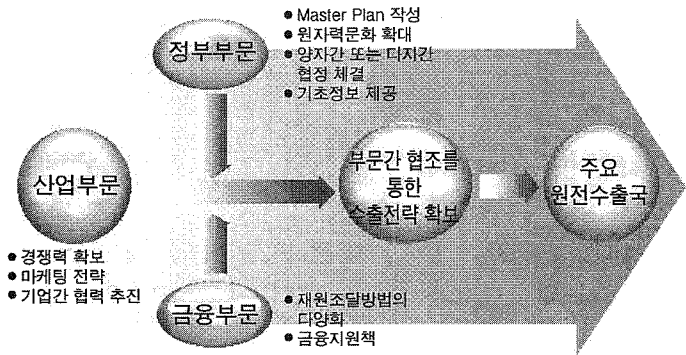 정부부문
● Master Plan 작성
● 원자력문화 확대
● 양자간 또는 다자간
협정 체결
● 기초정보 제공
산업부문
● 경쟁력 확보
● 마케팅 전략
● 기업간 협력 추진
부문간 협조를
통한
수출전략 확보
주요
원전수출국
금융부문
● 재원조달방법의
다양화
● 금융지원책